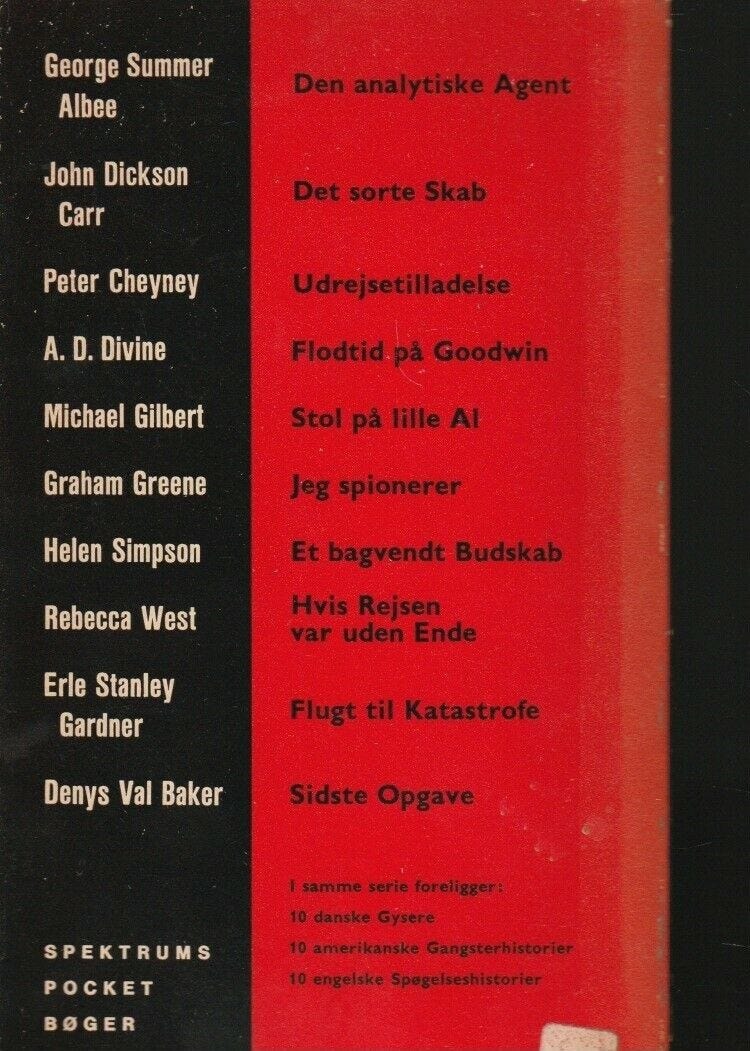 George Summer
Albee
Den analytiske Agent
John Dickson
Carr
Det sorte Skab
Peter Cheyney
Udrejsetilladelse
A. D. Divine
Flodtid på Goodwin
Michael Gilbert
Stol på lille Al
Graham Greene
Jeg spionerer
Helen Simpson
Et bagvendt Budskab
Rebecca West
Hvis Rejsen
var uden Ende
Erle Stanley
Gardner
Flugt til Katastrofe
Denys Val Baker
Sidste Opgave
I samme serie foreligger:
10 danske Gysere
10 amerikanske Gangsterhistorier
10 engelske Spøgelseshistorier
SPEKTRUMS
POCKET
BØGER